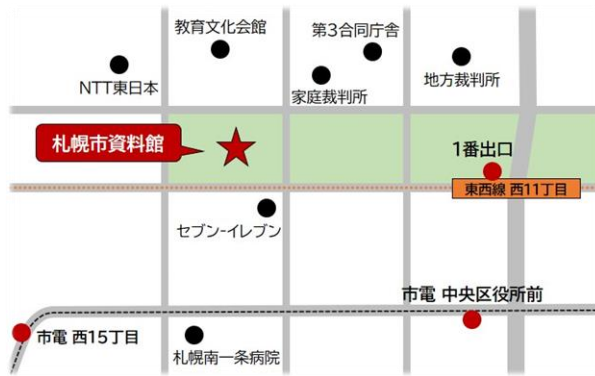 教育文化会館
第3合同庁舎
NTT東日本
家庭裁判所
地方裁判所
札幌市資料館
1番出口
東西線 西11丁目
セブン-イレブン
市電 中央区役所前
市電 西15丁目
札幌南一条病院